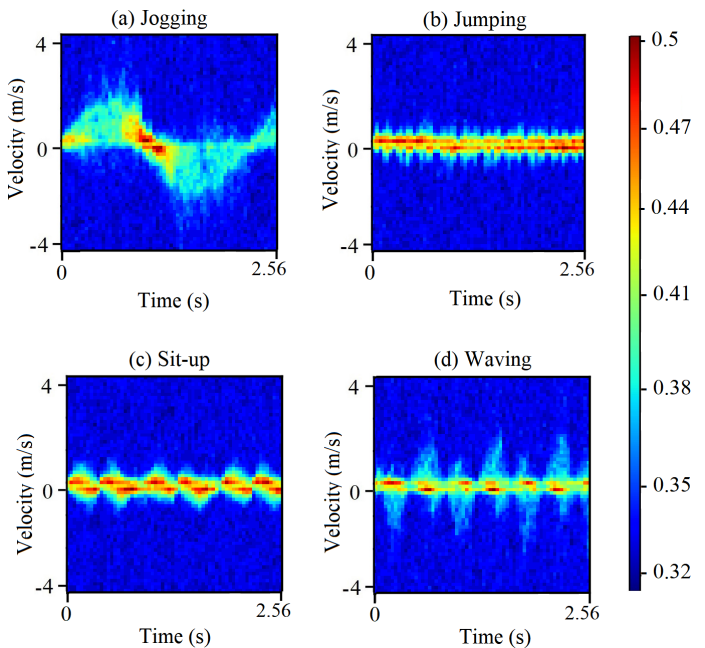 (a) Jogging
(b) Jumping
4
0
-4
Velocity (m/s)
0
2.56
Time (s)
4
0
-4
Velocity (m/s)
0
2.56
Time (s)
0.5
0.47
0.44
0.41
0.38
0.35
0.32
(c) Sit-up
(d) Waving
4
0
-4
Velocity (m/s)
0
2.56
Time (s)
4
0
-4
Velocity (m/s)
0
2.56
Time (s)